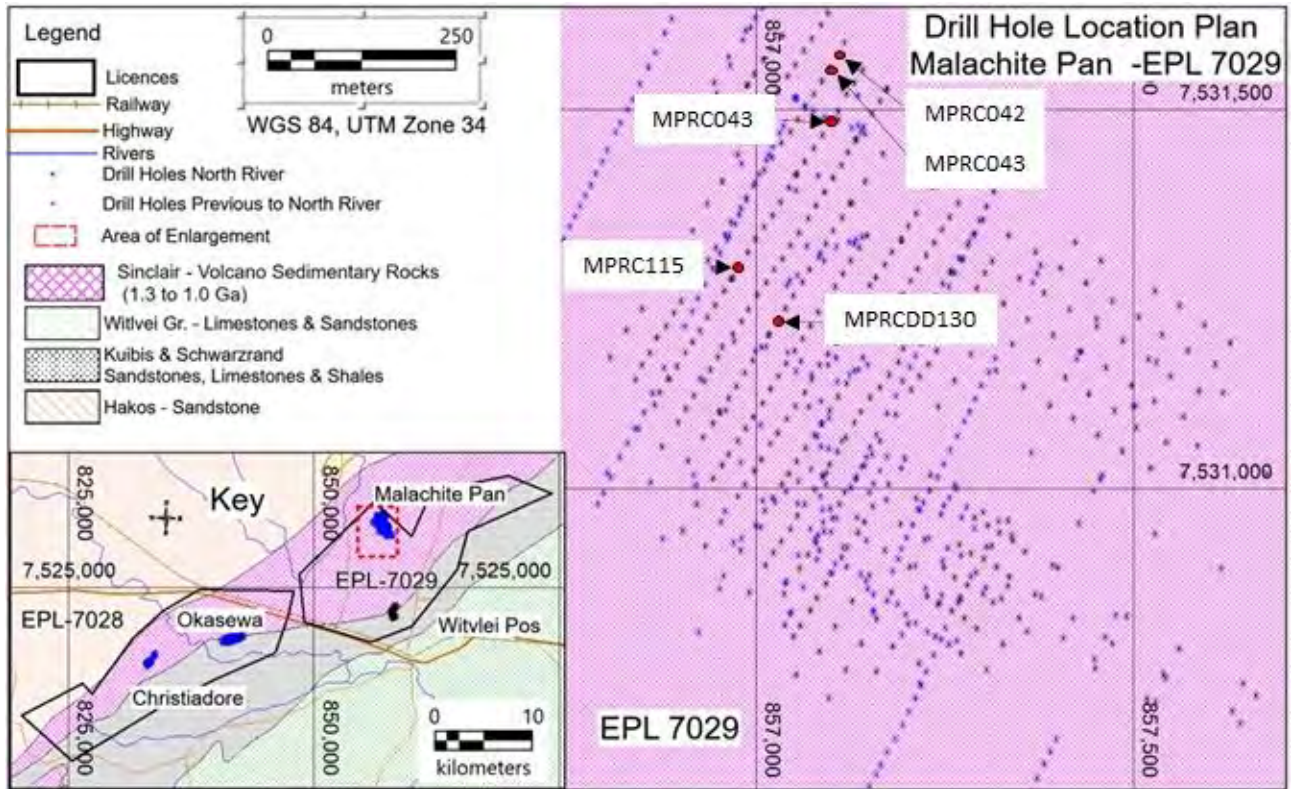 Legend
Licences
Railway
Highway
Rivers
Drill Holes North River
Drill Holes Previous to North River
Area of Enlargement
Sinclair - Volcano Sedimentary Rocks
(1.3 to 1.0 Ga)
Witlvei Gr. - Limestones & Sandstones
Kuibis & Schwarzrand
Sandstones, Limestones & Shales
Hakos - Sandstone
0 250
meters
WGS 84, UTM Zone 34
Drill Hole Location Plan
Malachite Pan -EPL 7029
857,000
0
7,531,500
MPRC043
MPRC042
MPRC043
MPRC115
MPRCDD130
7,531,000
EPL 7029
857,000
857,500
825,000
Key
850,000
Malachite Pan
7,525,000
EPL-7029
7,525,000
EPL-7028
Okasewa
Witvlei Pos
Christiadore
825,000
850,000
0 10
kilometers